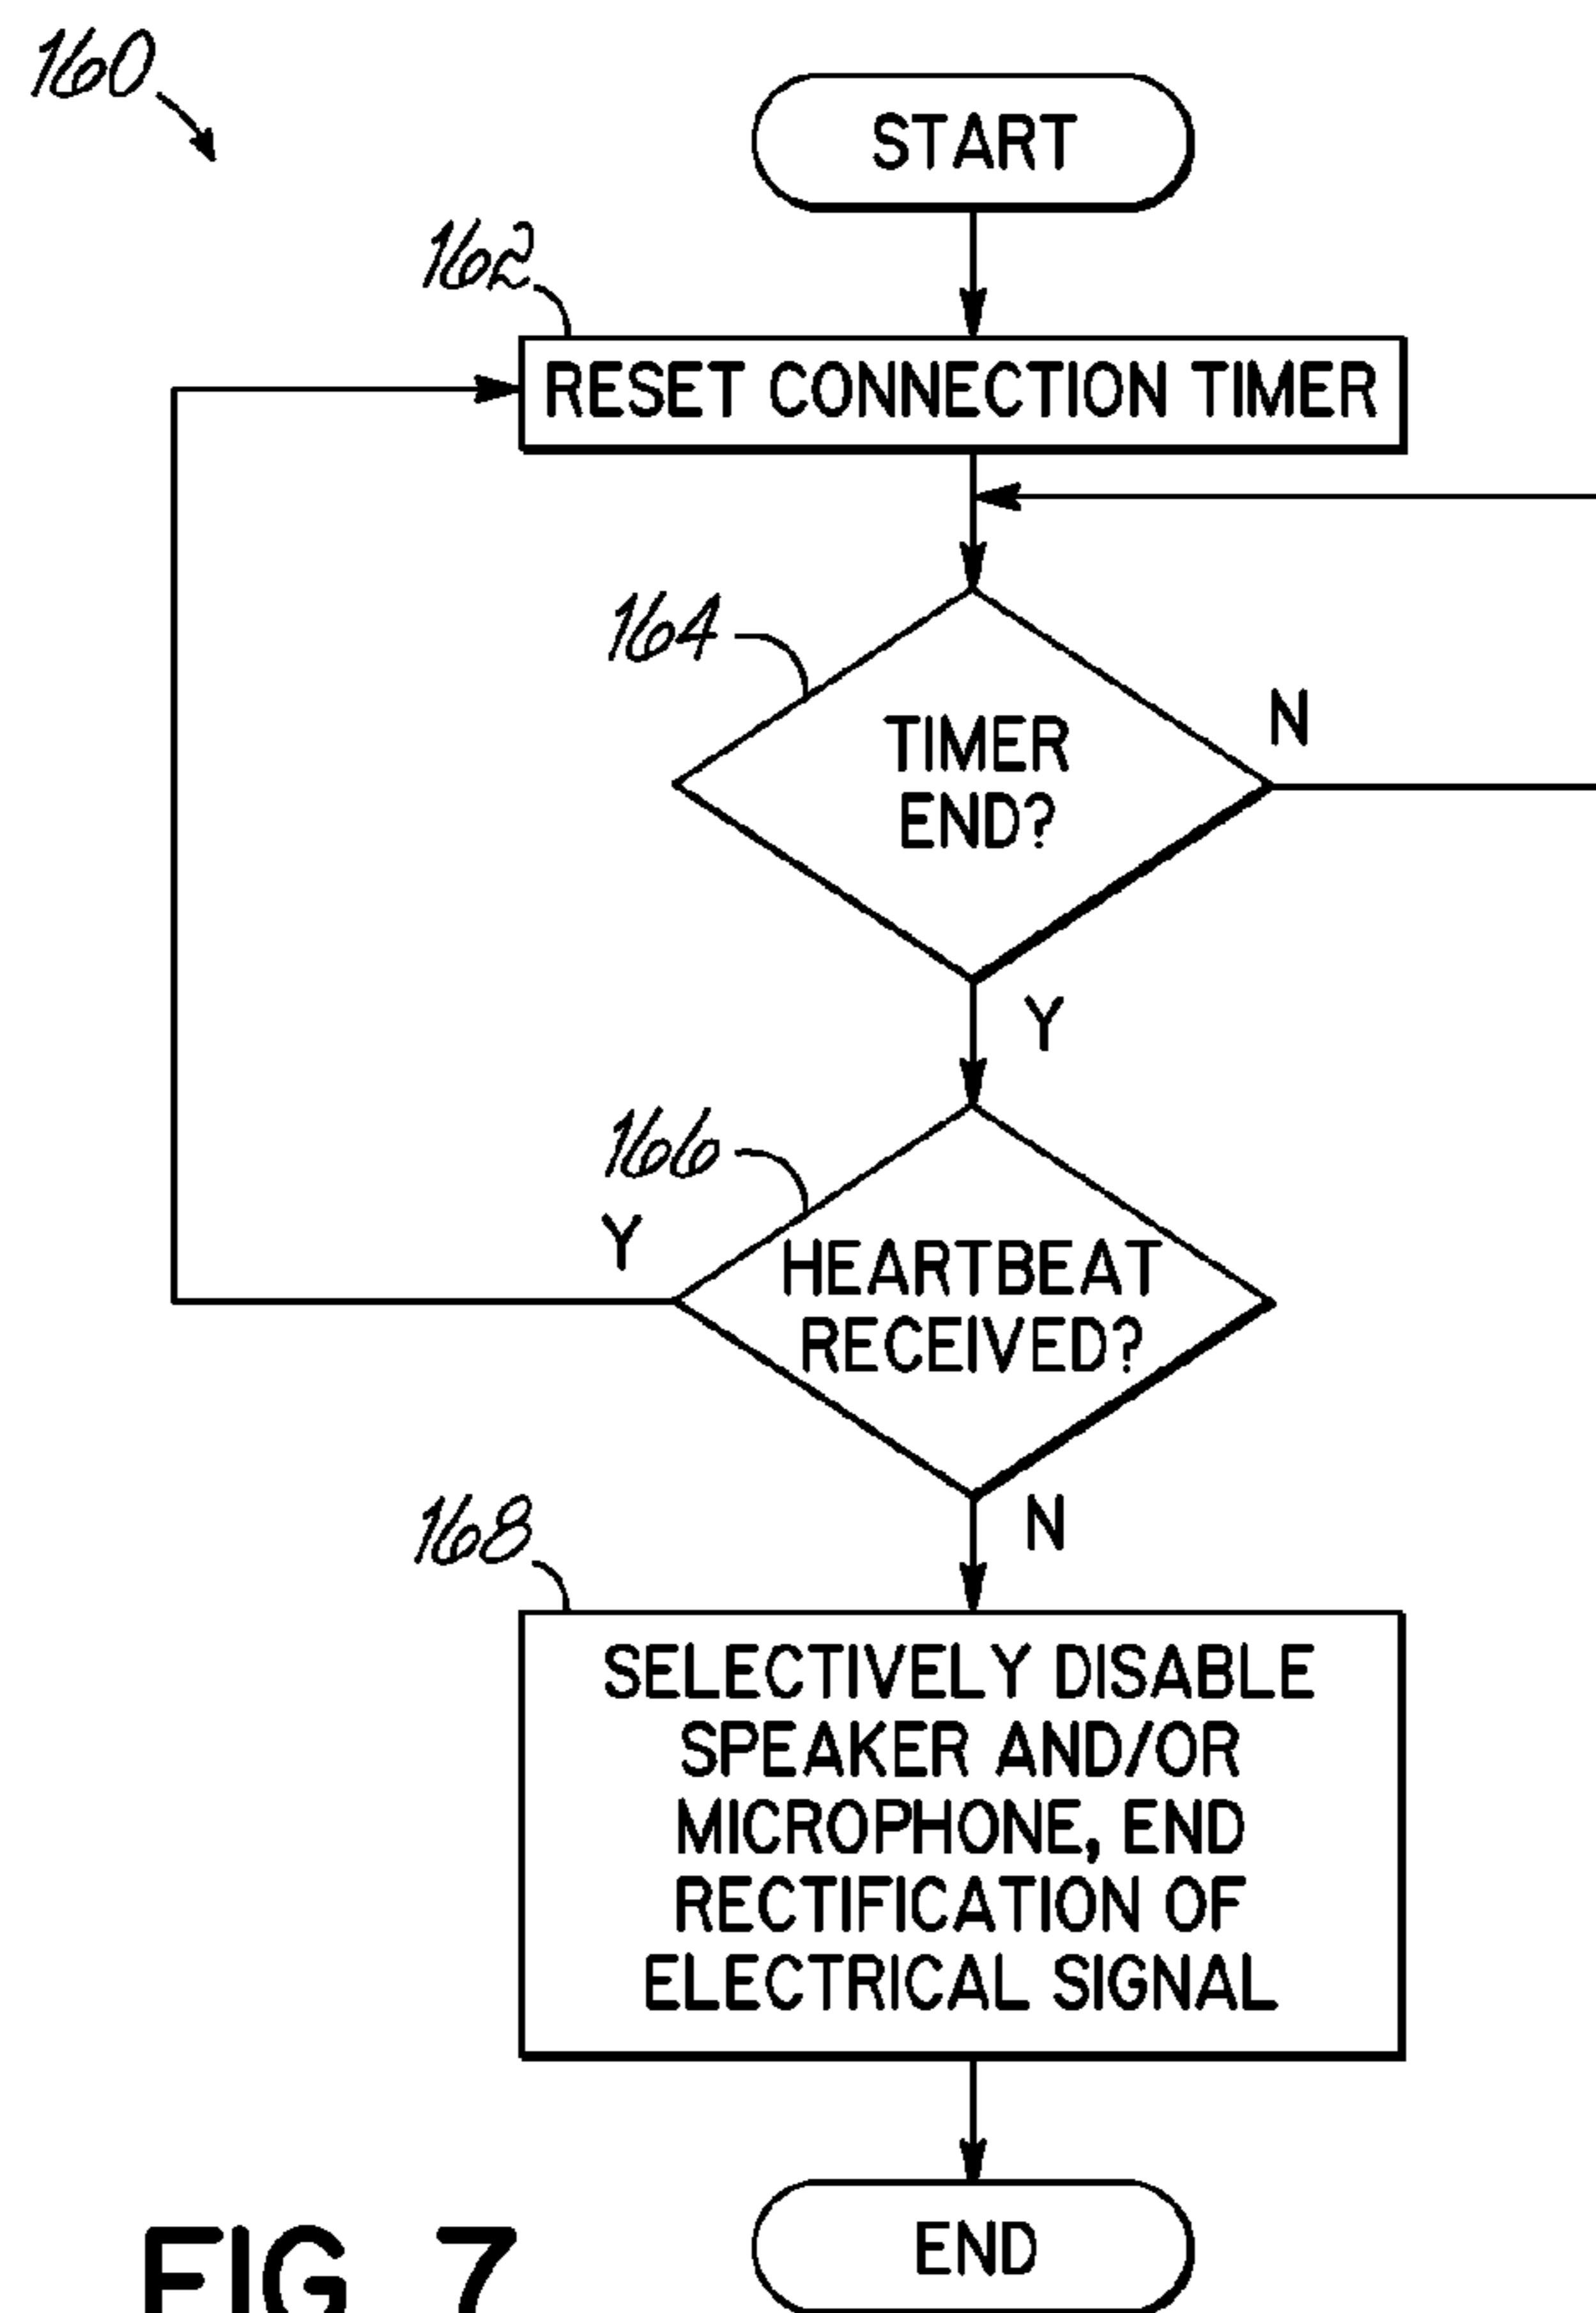 160
START
162
RESET CONNECTION TIMER
164
N
TIMER
END?
Y
166
Y
HEARTBEAT
RECEIVED?
N
168
SELECTIVELY DISABLE
SPEAKER AND/OR
MICROPHONE, END
RECTIFICATION OF
ELECTRICAL SIGNAL
END
FIG 7